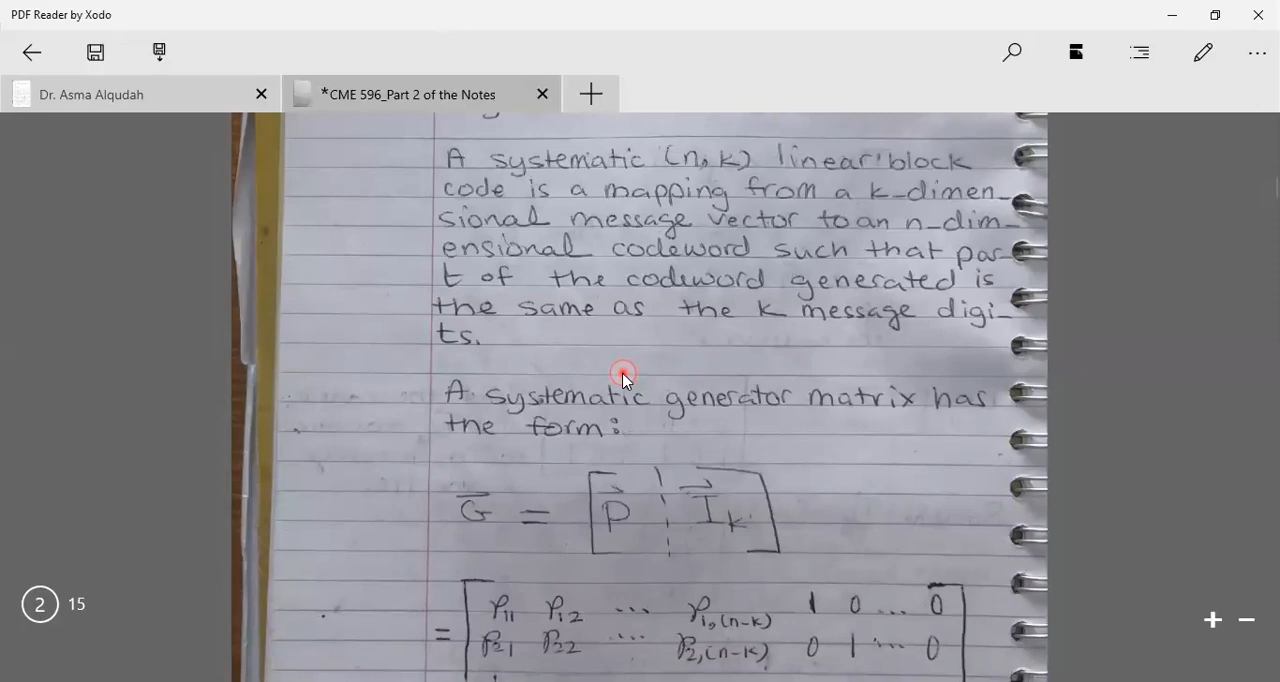 PDF Reader by Xodo
Dr. Asma Alqudah
*CME 596_Part 2 of the Notes
A systematic (n, k) linear block
code is a mapping from a k-dimen-
sional message vector to an n-dim-
ensional codeword such that par-
t of the codeword generated is
the same as the k message digi-
ts.
A systematic generator matrix has
the form:
G⃗ = [P⃗ ¦ I⃗k]
= [p11 p12 ... p1,(n-k) 1 0 ... 0
p21 p22 ... p2,(n-k) 0 1 ... 0]
2 15